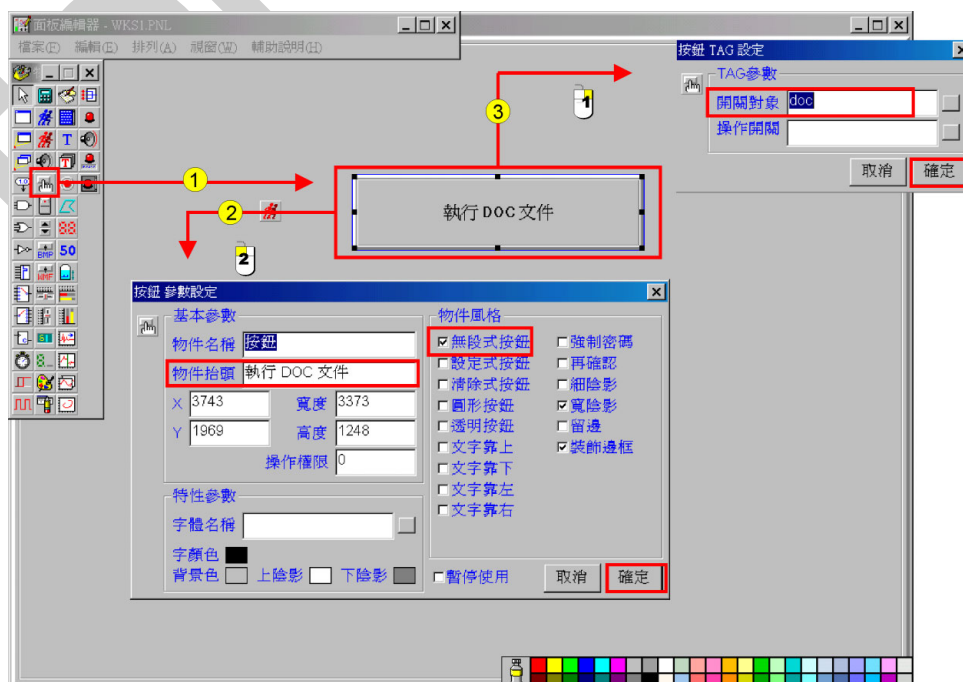 面板編輯器 - WKS1.PNL
檔案(F) 編輯(E) 排列(A) 視窗(W) 輔助說明(H)
T
T
BMP 50
WMF
1
2
3
1
2
執行 DOC 文件
按鈕 TAG 設定
TAG參數
開關對象 doc
操作開關
取消 確定
按鈕 參數設定
基本參數
物件名稱 按鈕
物件抬頭 執行 DOC 文件
X 3743 寬度 3373
Y 1969 高度 1248
操作權限 0
特性參數
字體名稱
字顏色
背景色 上陰影 下陰影
物件風格
無段式按鈕 強制密碼
設定式按鈕 再確認
清除式按鈕 細陰影
圓形按鈕 寬陰影
透明按鈕 留邊
文字靠上 裝飾邊框
文字靠下
文字靠左
文字靠右
暫停使用 取消 確定